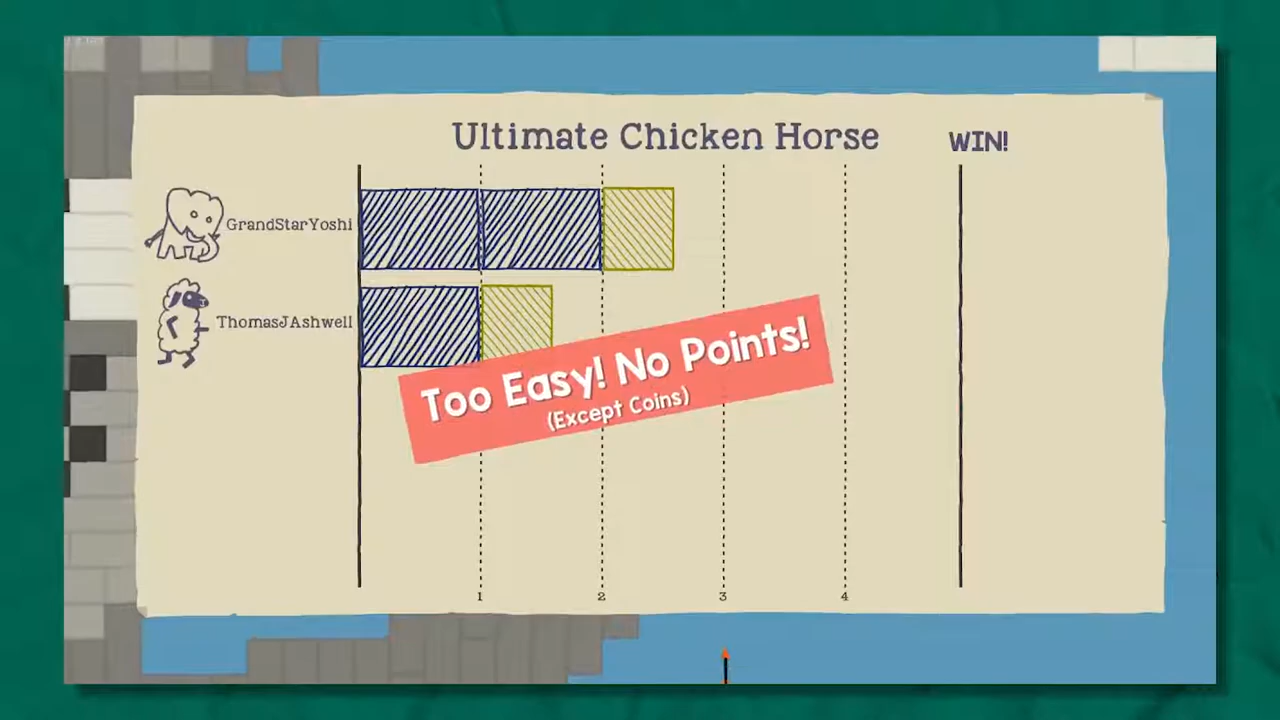 Ultimate Chicken Horse
WIN!
GrandStarYoshi
ThomasJAshwell
Too Easy! No Points!
(Except Coins)
1 2 3 4